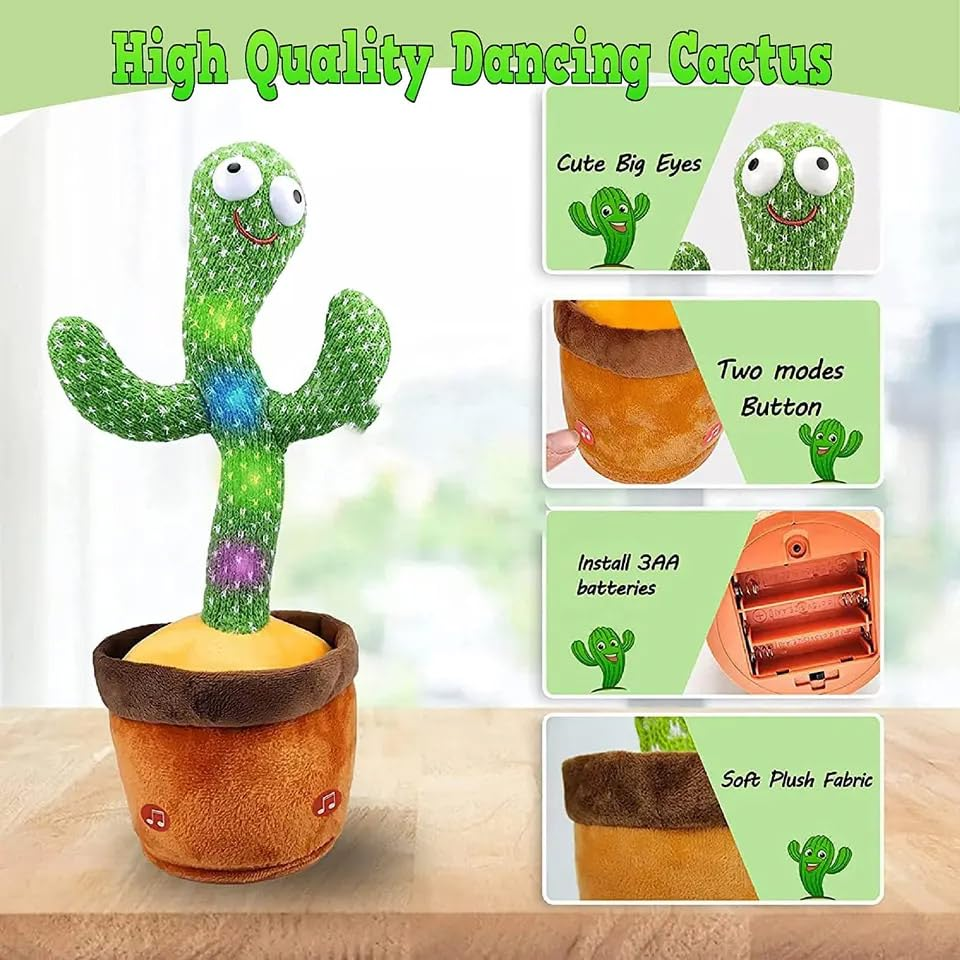 High Quality Dancing Cactus
Cute Big Eyes
Two modes
Button
Install 3AA
batteries
Soft Plush Fabric